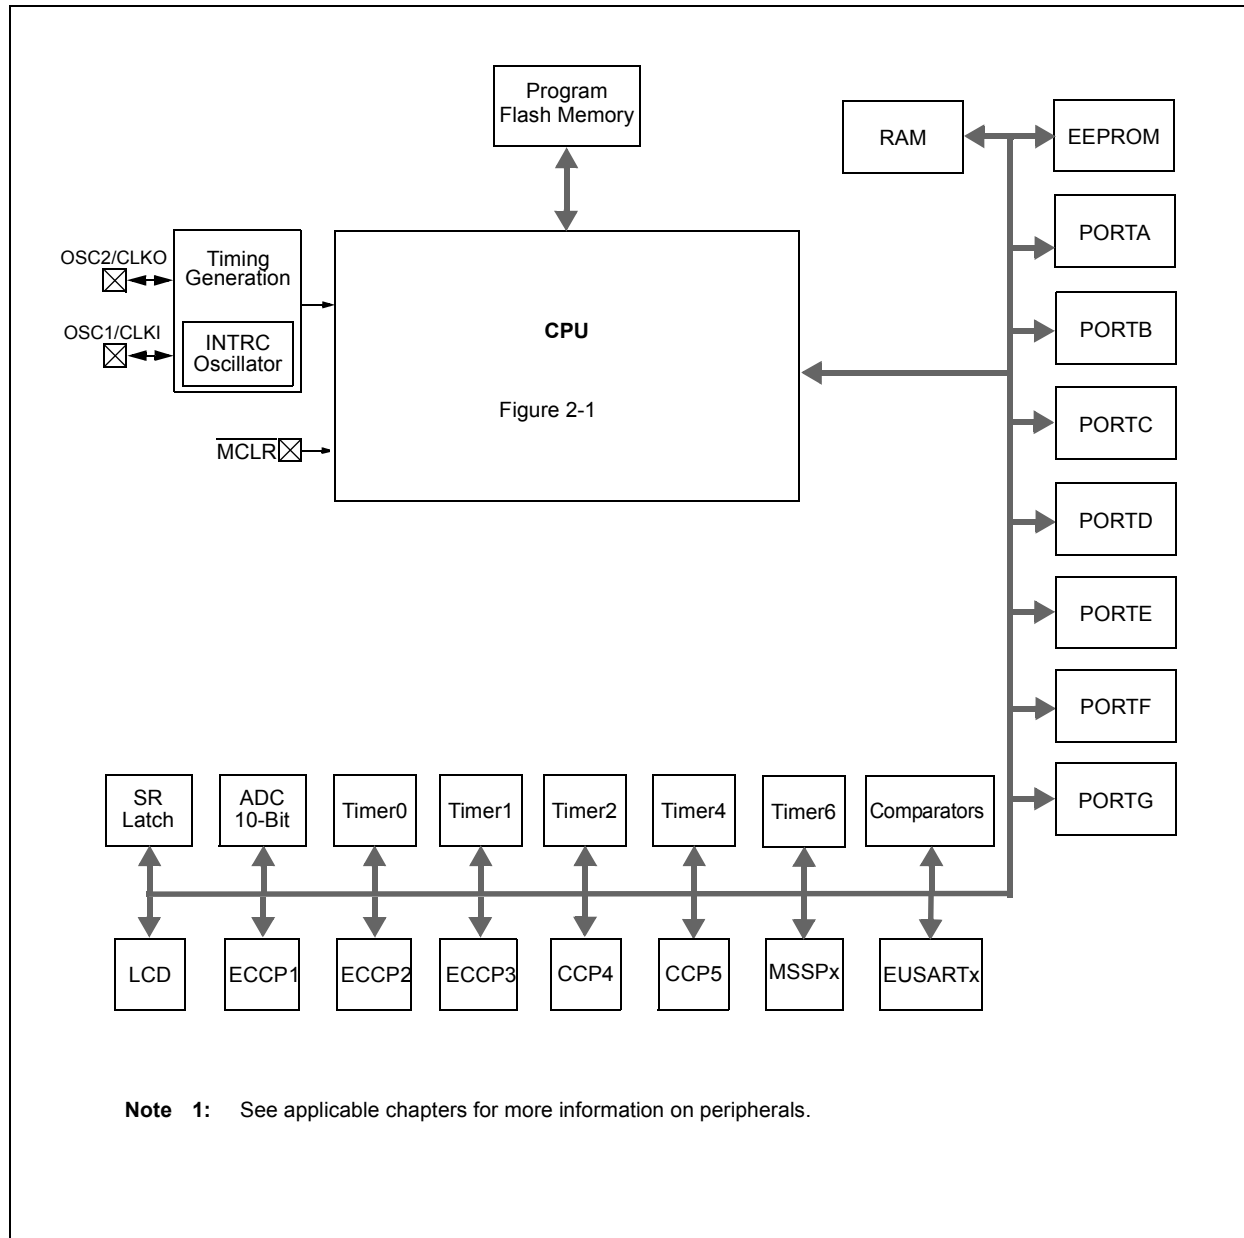 Program
Flash Memory
RAM
EEPROM
PORTA
OSC2/CLKO
Timing
Generation
OSC1/CLKI
INTRC
Oscillator
CPU
Figure 2-1
MCLR
PORTB
PORTC
PORTD
PORTE
PORTF
PORTG
SR
Latch
ADC
10-Bit
Timer0
Timer1
Timer2
Timer4
Timer6
Comparators
LCD
ECCP1
ECCP2
ECCP3
CCP4
CCP5
MSSPx
EUSARTx
Note 1: See applicable chapters for more information on peripherals.